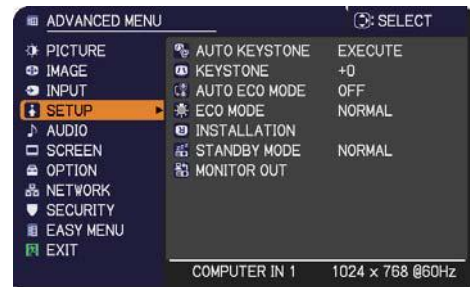 ADVANCED MENU : SELECT
PICTURE AUTO KEYSTONE EXECUTE
IMAGE KEYSTONE +0
INPUT AUTO ECO MODE OFF
SETUP ECO MODE NORMAL
AUDIO INSTALLATION
SCREEN STANDBY MODE NORMAL
OPTION MONITOR OUT
NETWORK
SECURITY
EASY MENU
EXIT
COMPUTER IN 1 1024 x 768 @60Hz